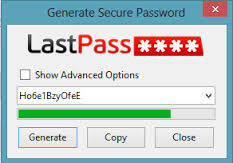 Generate Secure Password
LastPass ****
Show Advanced Options
Ho6e1BzyOfeE
Generate Copy Close